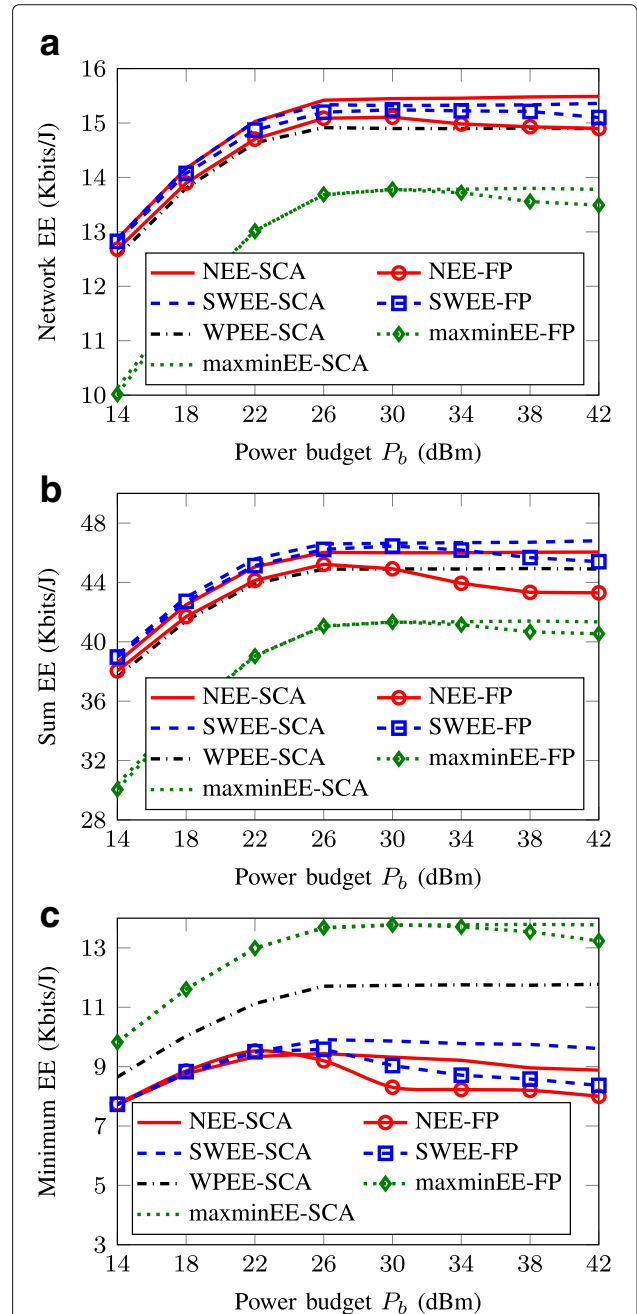 a
16
15
14
13
12
11
10
Network EE (Kbits/J)
NEE-SCA NEE-FP
SWEE-SCA SWEE-FP
WPEE-SCA maxminEE-FP
maxminEE-SCA
14 18 22 26 30 34 38 42
Power budget P_b (dBm)
b
48
44
40
36
32
28
Sum EE (Kbits/J)
NEE-SCA NEE-FP
SWEE-SCA SWEE-FP
WPEE-SCA maxminEE-FP
maxminEE-SCA
14 18 22 26 30 34 38 42
Power budget P_b (dBm)
c
13
11
9
7
5
3
Minimum EE (Kbits/J)
NEE-SCA NEE-FP
SWEE-SCA SWEE-FP
WPEE-SCA maxminEE-FP
maxminEE-SCA
14 18 22 26 30 34 38 42